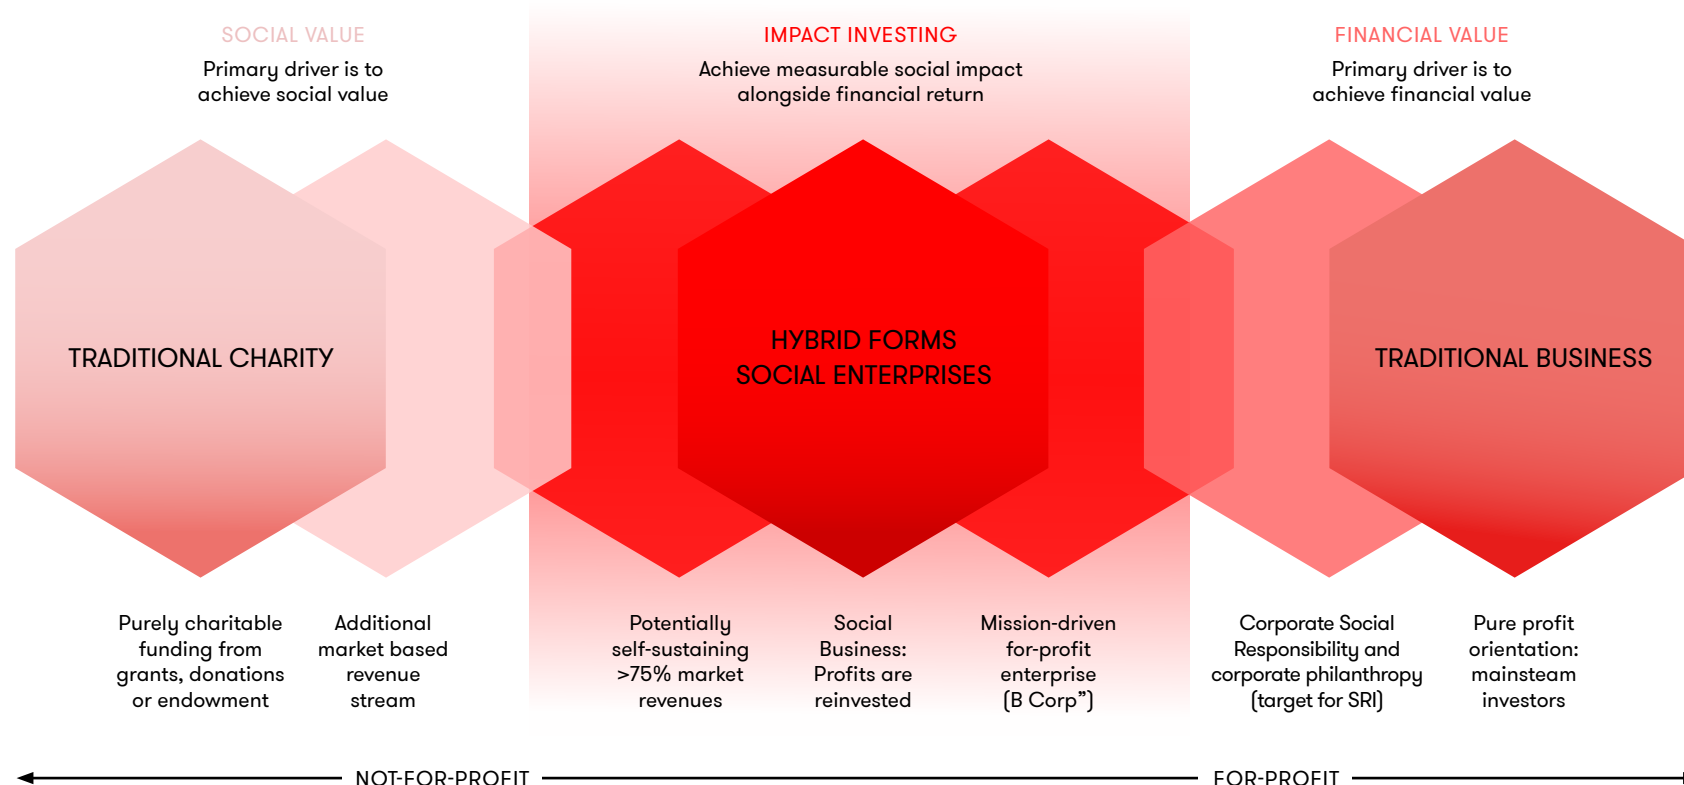 SOCIAL VALUE
Primary driver is to
achieve social value
IMPACT INVESTING
Achieve measurable social impact
alongside financial return
FINANCIAL VALUE
Primary driver is to
achieve financial value
TRADITIONAL CHARITY
HYBRID FORMS
SOCIAL ENTERPRISES
TRADITIONAL BUSINESS
Purely charitable
funding from
grants, donations
or endowment
Additional
market based
revenue
stream
Potentially
self-sustaining
>75% market
revenues
Social
Business:
Profits are
reinvested
Mission-driven
for-profit
enterprise
(B Corp”)
Corporate Social
Responsibility and
corporate philanthropy
(target for SRI)
Pure profit
orientation:
mainsteam
investors
NOT-FOR-PROFIT
FOR-PROFIT